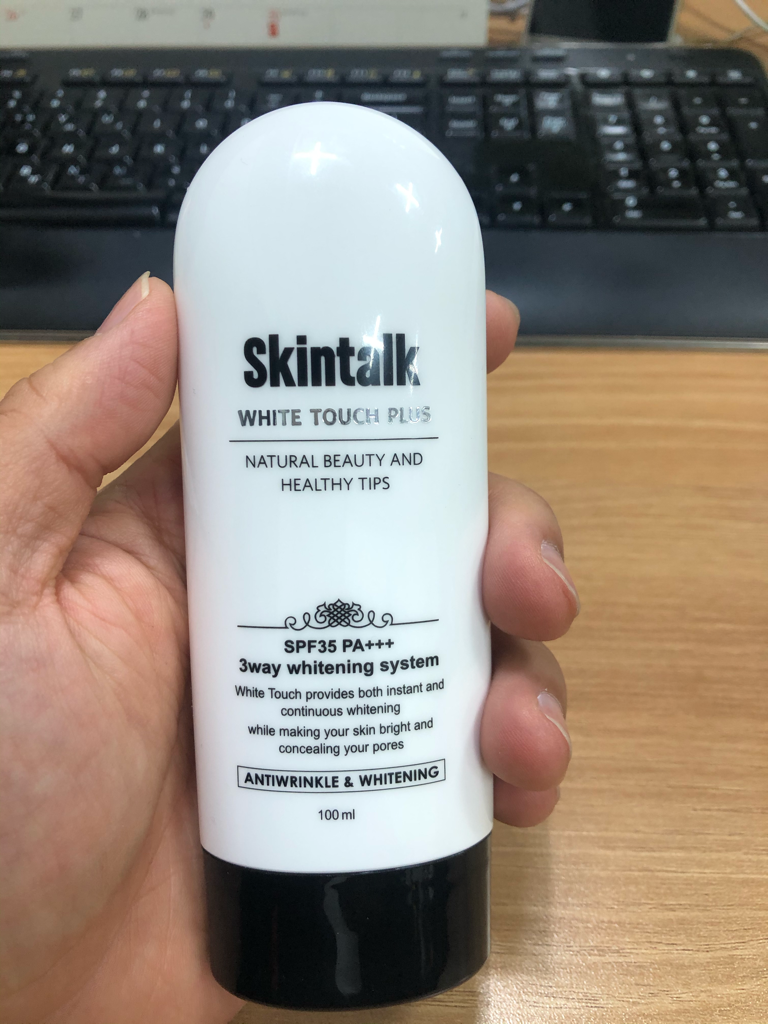 Skintalk
WHITE TOUCH PLUS
NATURAL BEAUTY AND
HEALTHY TIPS
SPF35 PA+++
3way whitening system
White Touch provides both instant and
continuous whitening
while making your skin bright and
concealing your pores
ANTIWRINKLE & WHITENING
100 ml